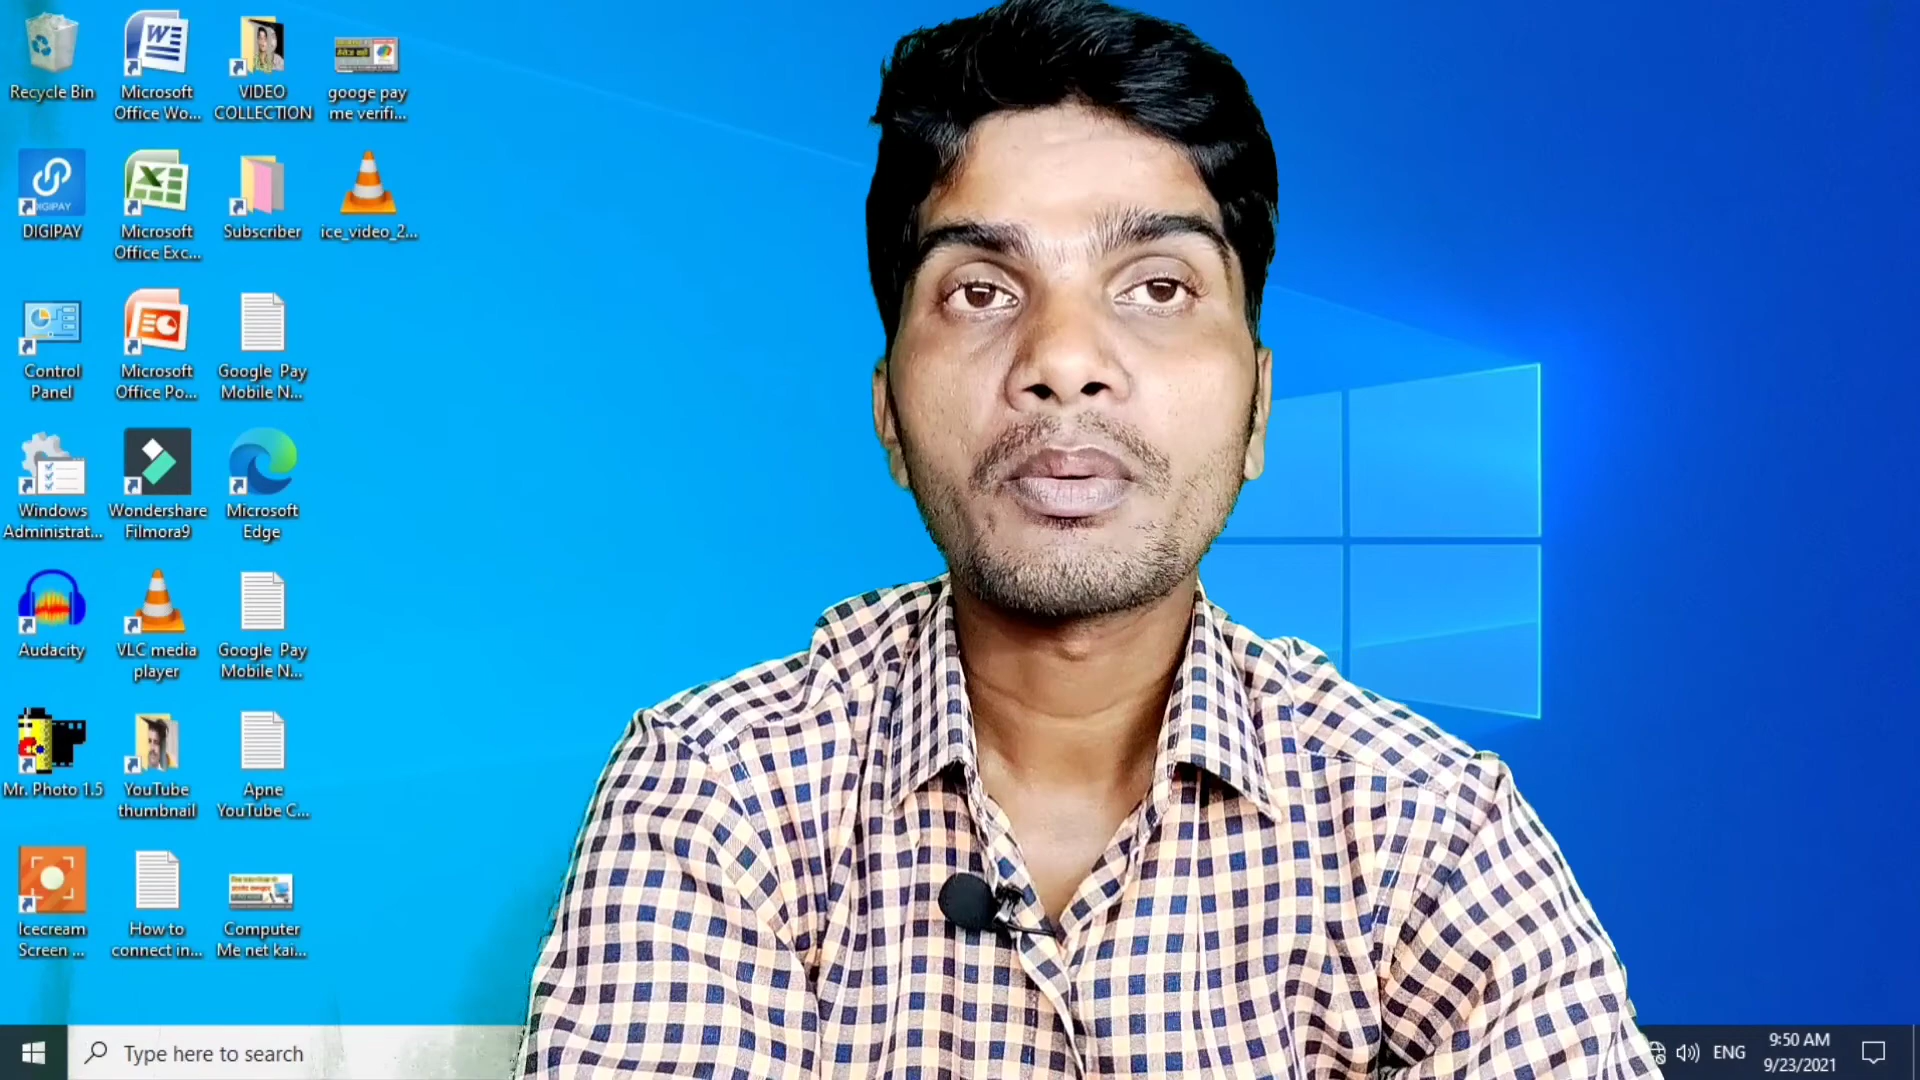 Recycle Bin
Microsoft
Office Wo...
VIDEO
COLLECTION
googe pay
me verifi...
DIGIPAY
DIGIPAY
Microsoft
Office Exc...
Subscriber
ice_video_2...
Control
Panel
Microsoft
Office Po...
Google Pay
Mobile N...
Windows
Administrat...
Wondershare
Filmora9
Microsoft
Edge
Audacity
VLC media
player
Google Pay
Mobile N...
Mr. Photo 1.5
YouTube
thumbnail
Apne
YouTube C...
Icecream
Screen ...
How to
connect in...
Computer
Me net kai...
Type here to search
ENG
9:50 AM
9/23/2021